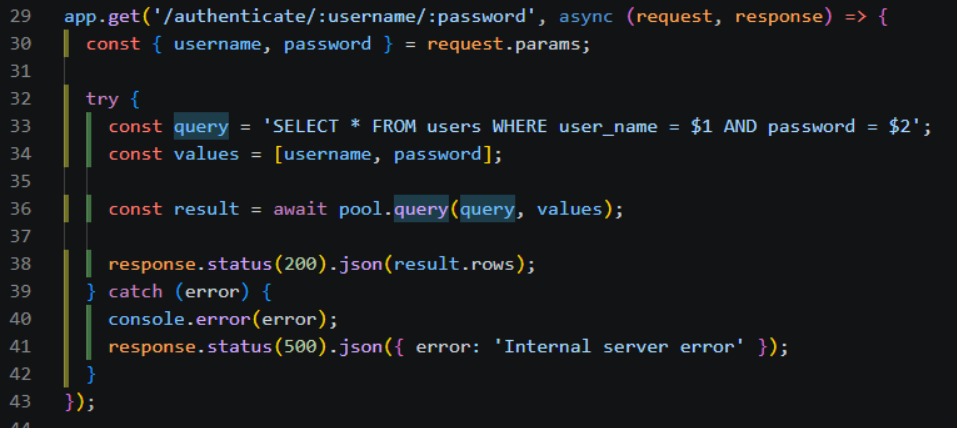 29 app.get('/authenticate/:username/:password', async (request, response) => {
30 const { username, password } = request.params;
31
32 try {
33 const query = 'SELECT * FROM users WHERE user_name = $1 AND password = $2';
34 const values = [username, password];
35
36 const result = await pool.query(query, values);
37
38 response.status(200).json(result.rows);
39 } catch (error) {
40 console.error(error);
41 response.status(500).json({ error: 'Internal server error' });
42 }
43 });
44